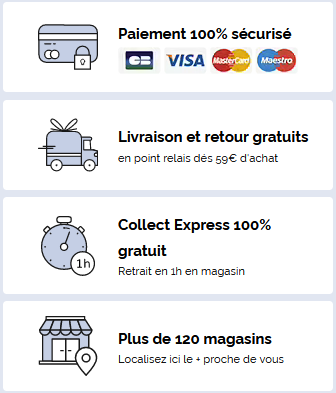 Paiement 100% sécurisé
CB VISA MasterCard Maestro
Livraison et retour gratuits
en point relais dès 59€ d'achat
Collect Express 100%
gratuit
1h
Retrait en 1h en magasin
Plus de 120 magasins
Localisez ici le + proche de vous